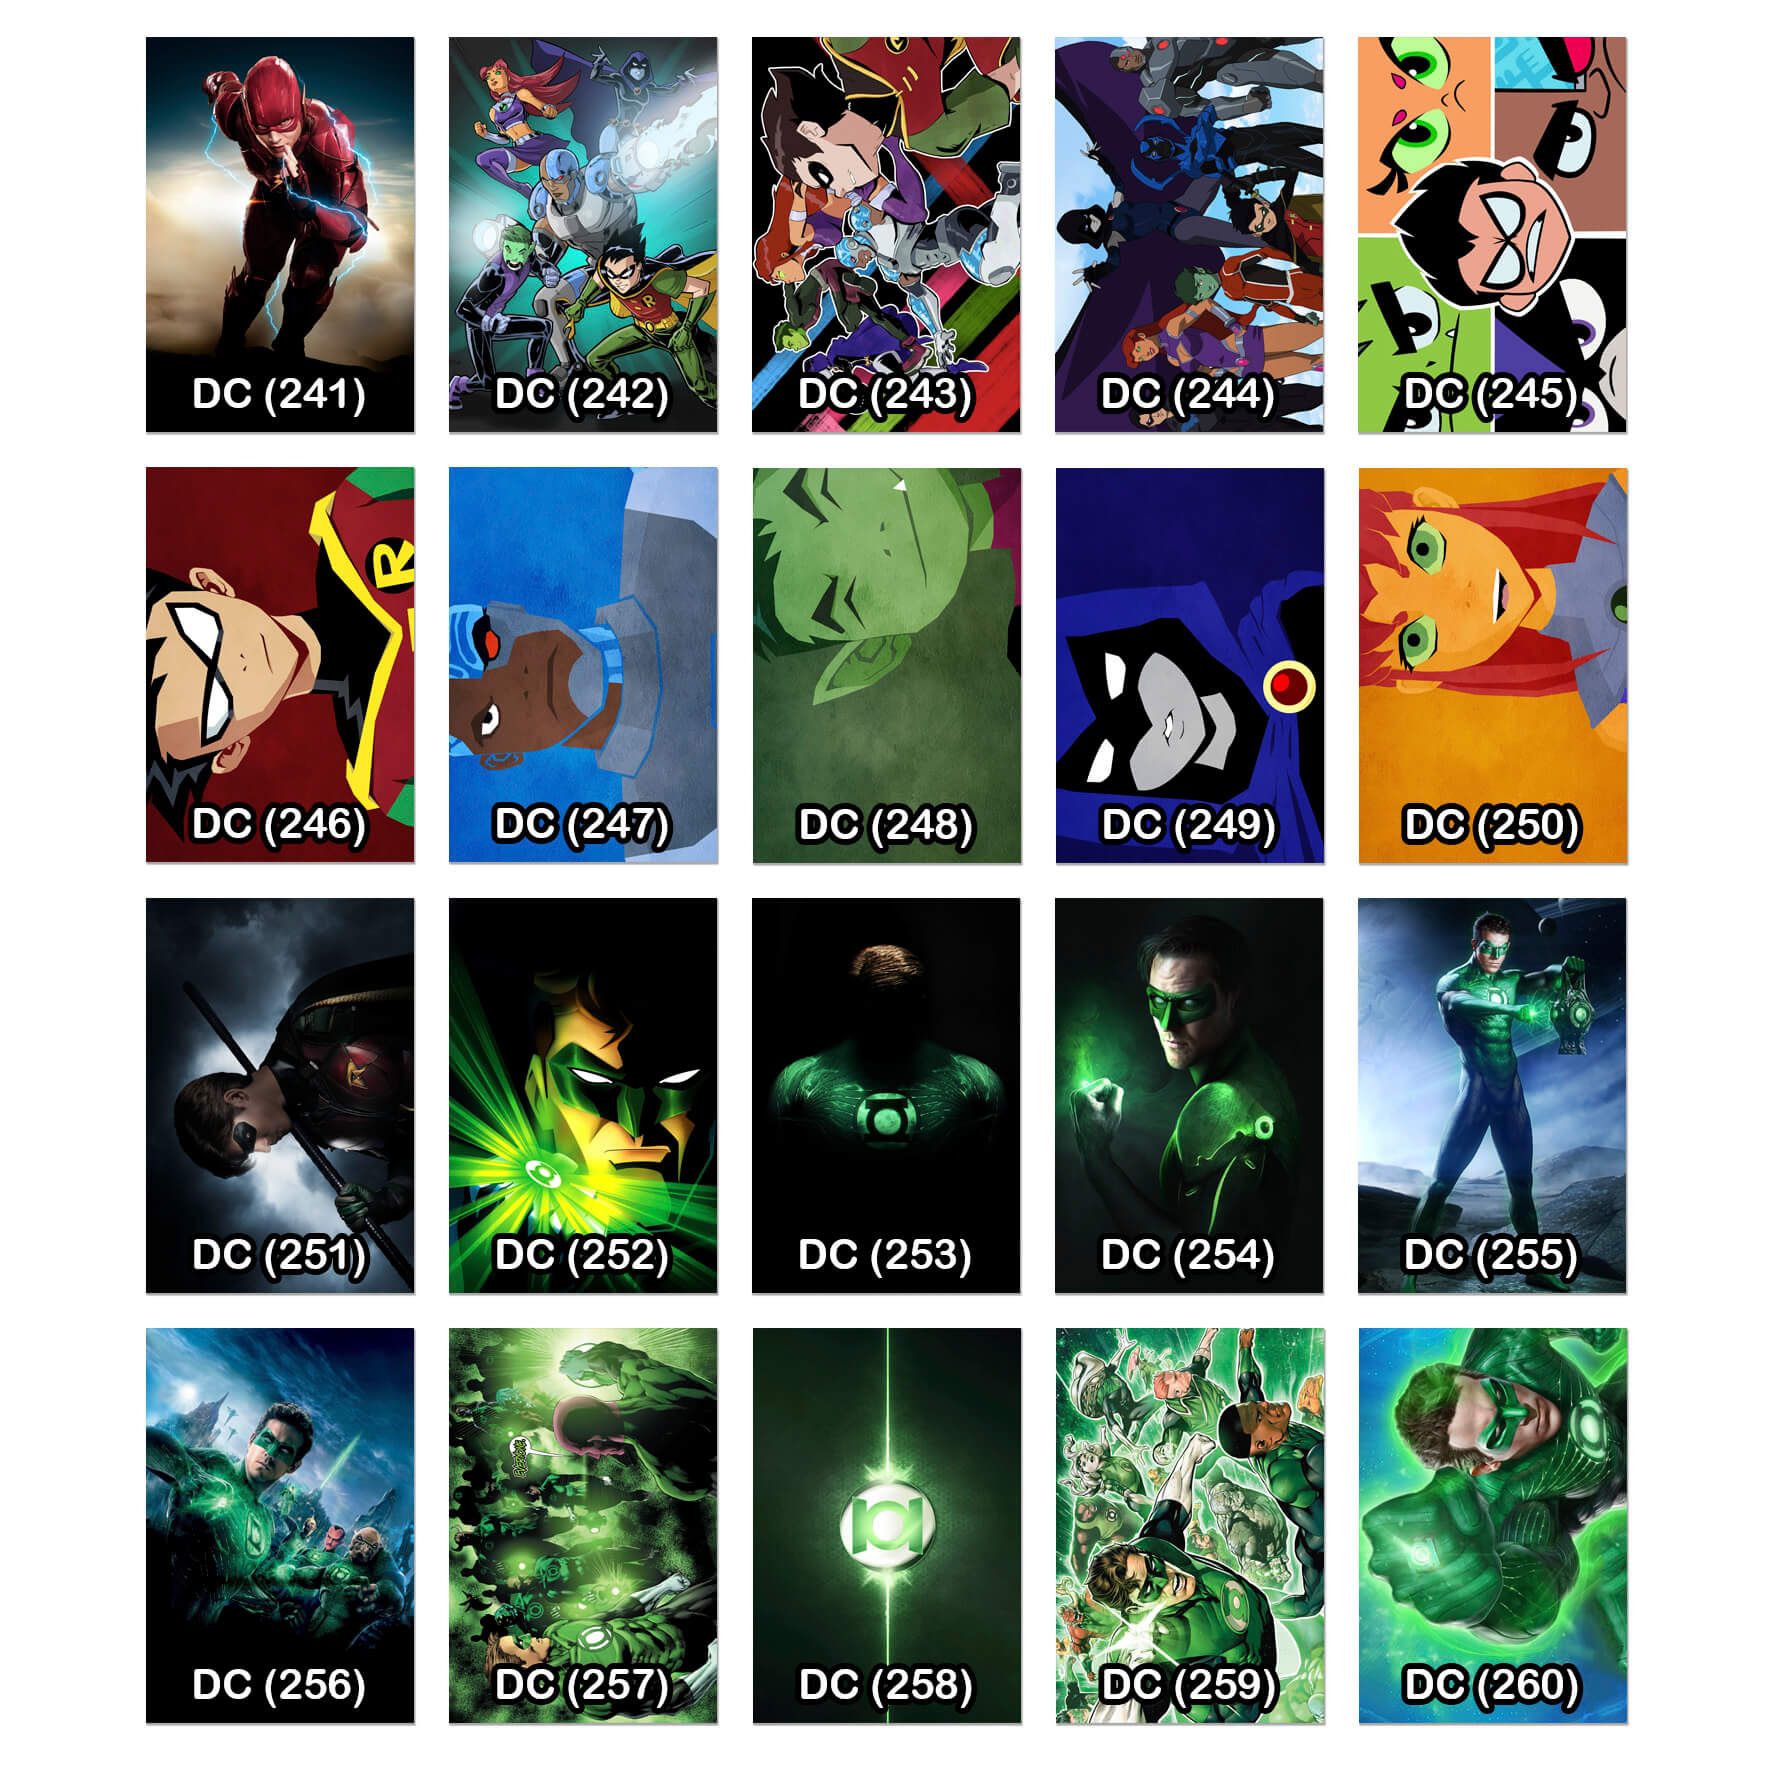 DC (241)
DC (242)
DC (243)
DC (244)
DC (245)
R
R
DC (246)
DC (247)
DC (248)
DC (249)
DC (250)
DC (251)
DC (252)
DC (253)
DC (254)
DC (255)
DC (256)
DC (257)
DC (258)
DC (259)
DC (260)